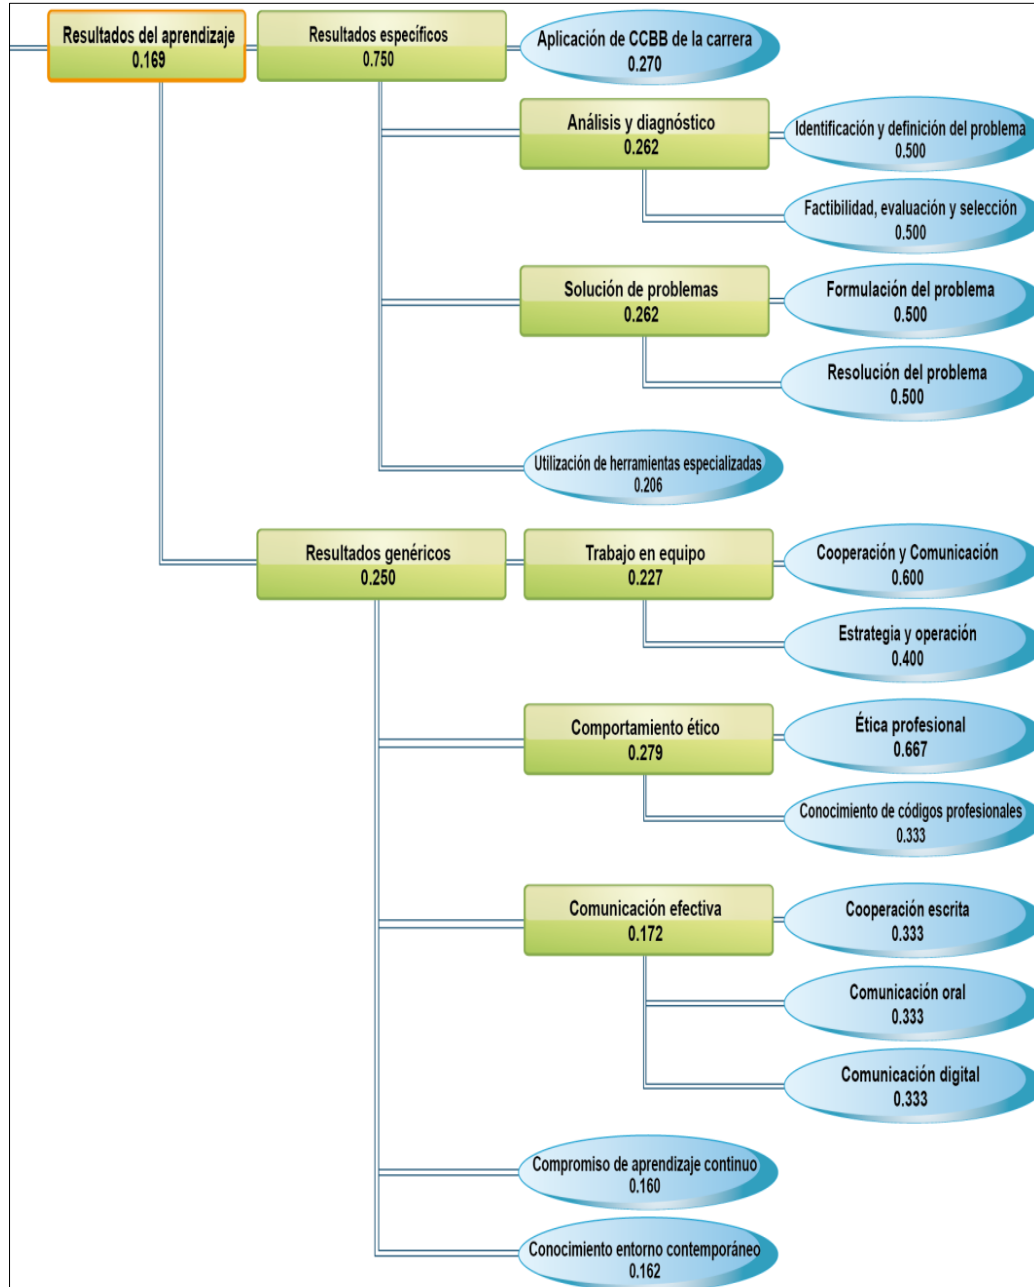 Resultados del aprendizaje
0.169
Resultados específicos
0.750
Aplicación de CCBB de la carrera
0.270
Análisis y diagnóstico
0.262
Identificación y definición del problema
0.500
Factibilidad, evaluación y selección
0.500
Solución de problemas
0.262
Formulación del problema
0.500
Resolución del problema
0.500
Utilización de herramientas especializadas
0.206
Resultados genéricos
0.250
Trabajo en equipo
0.227
Cooperación y Comunicación
0.600
Estrategia y operación
0.400
Comportamiento ético
0.279
Ética profesional
0.667
Conocimiento de códigos profesionales
0.333
Comunicación efectiva
0.172
Cooperación escrita
0.333
Comunicación oral
0.333
Comunicación digital
0.333
Compromiso de aprendizaje continuo
0.160
Conocimiento entorno contemporáneo
0.162